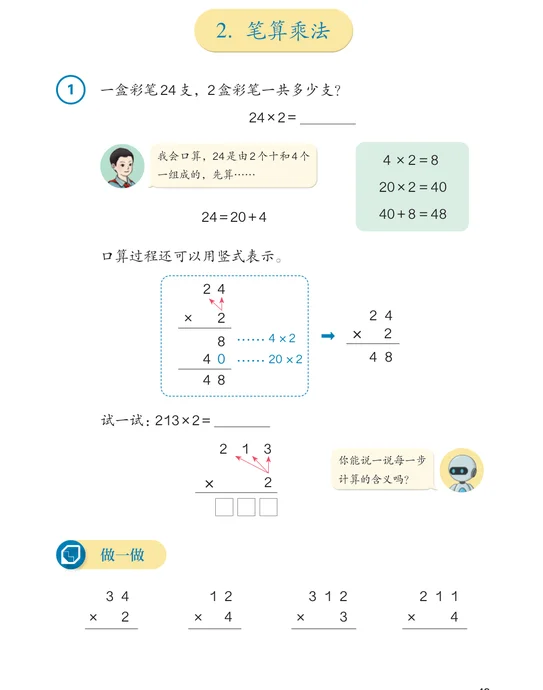 2. 笔算乘法
1 一盒彩笔24支，2盒彩笔一共多少支？
24×2=______
我会口算，24是由2个十和4个
一组成的，先算……
4×2=8
20×2=40
40+8=48
24=20+4
口算过程还可以用竖式表示。
2 4
× 2
8 …… 4×2
4 0 …… 20×2
4 8
2 4
× 2
4 8
试一试：213×2=______
2 1 3
× 2
你能说一说每一步
计算的含义吗？
做一做
3 4
× 2
1 2
× 4
3 1 2
× 3
2 1 1
× 4